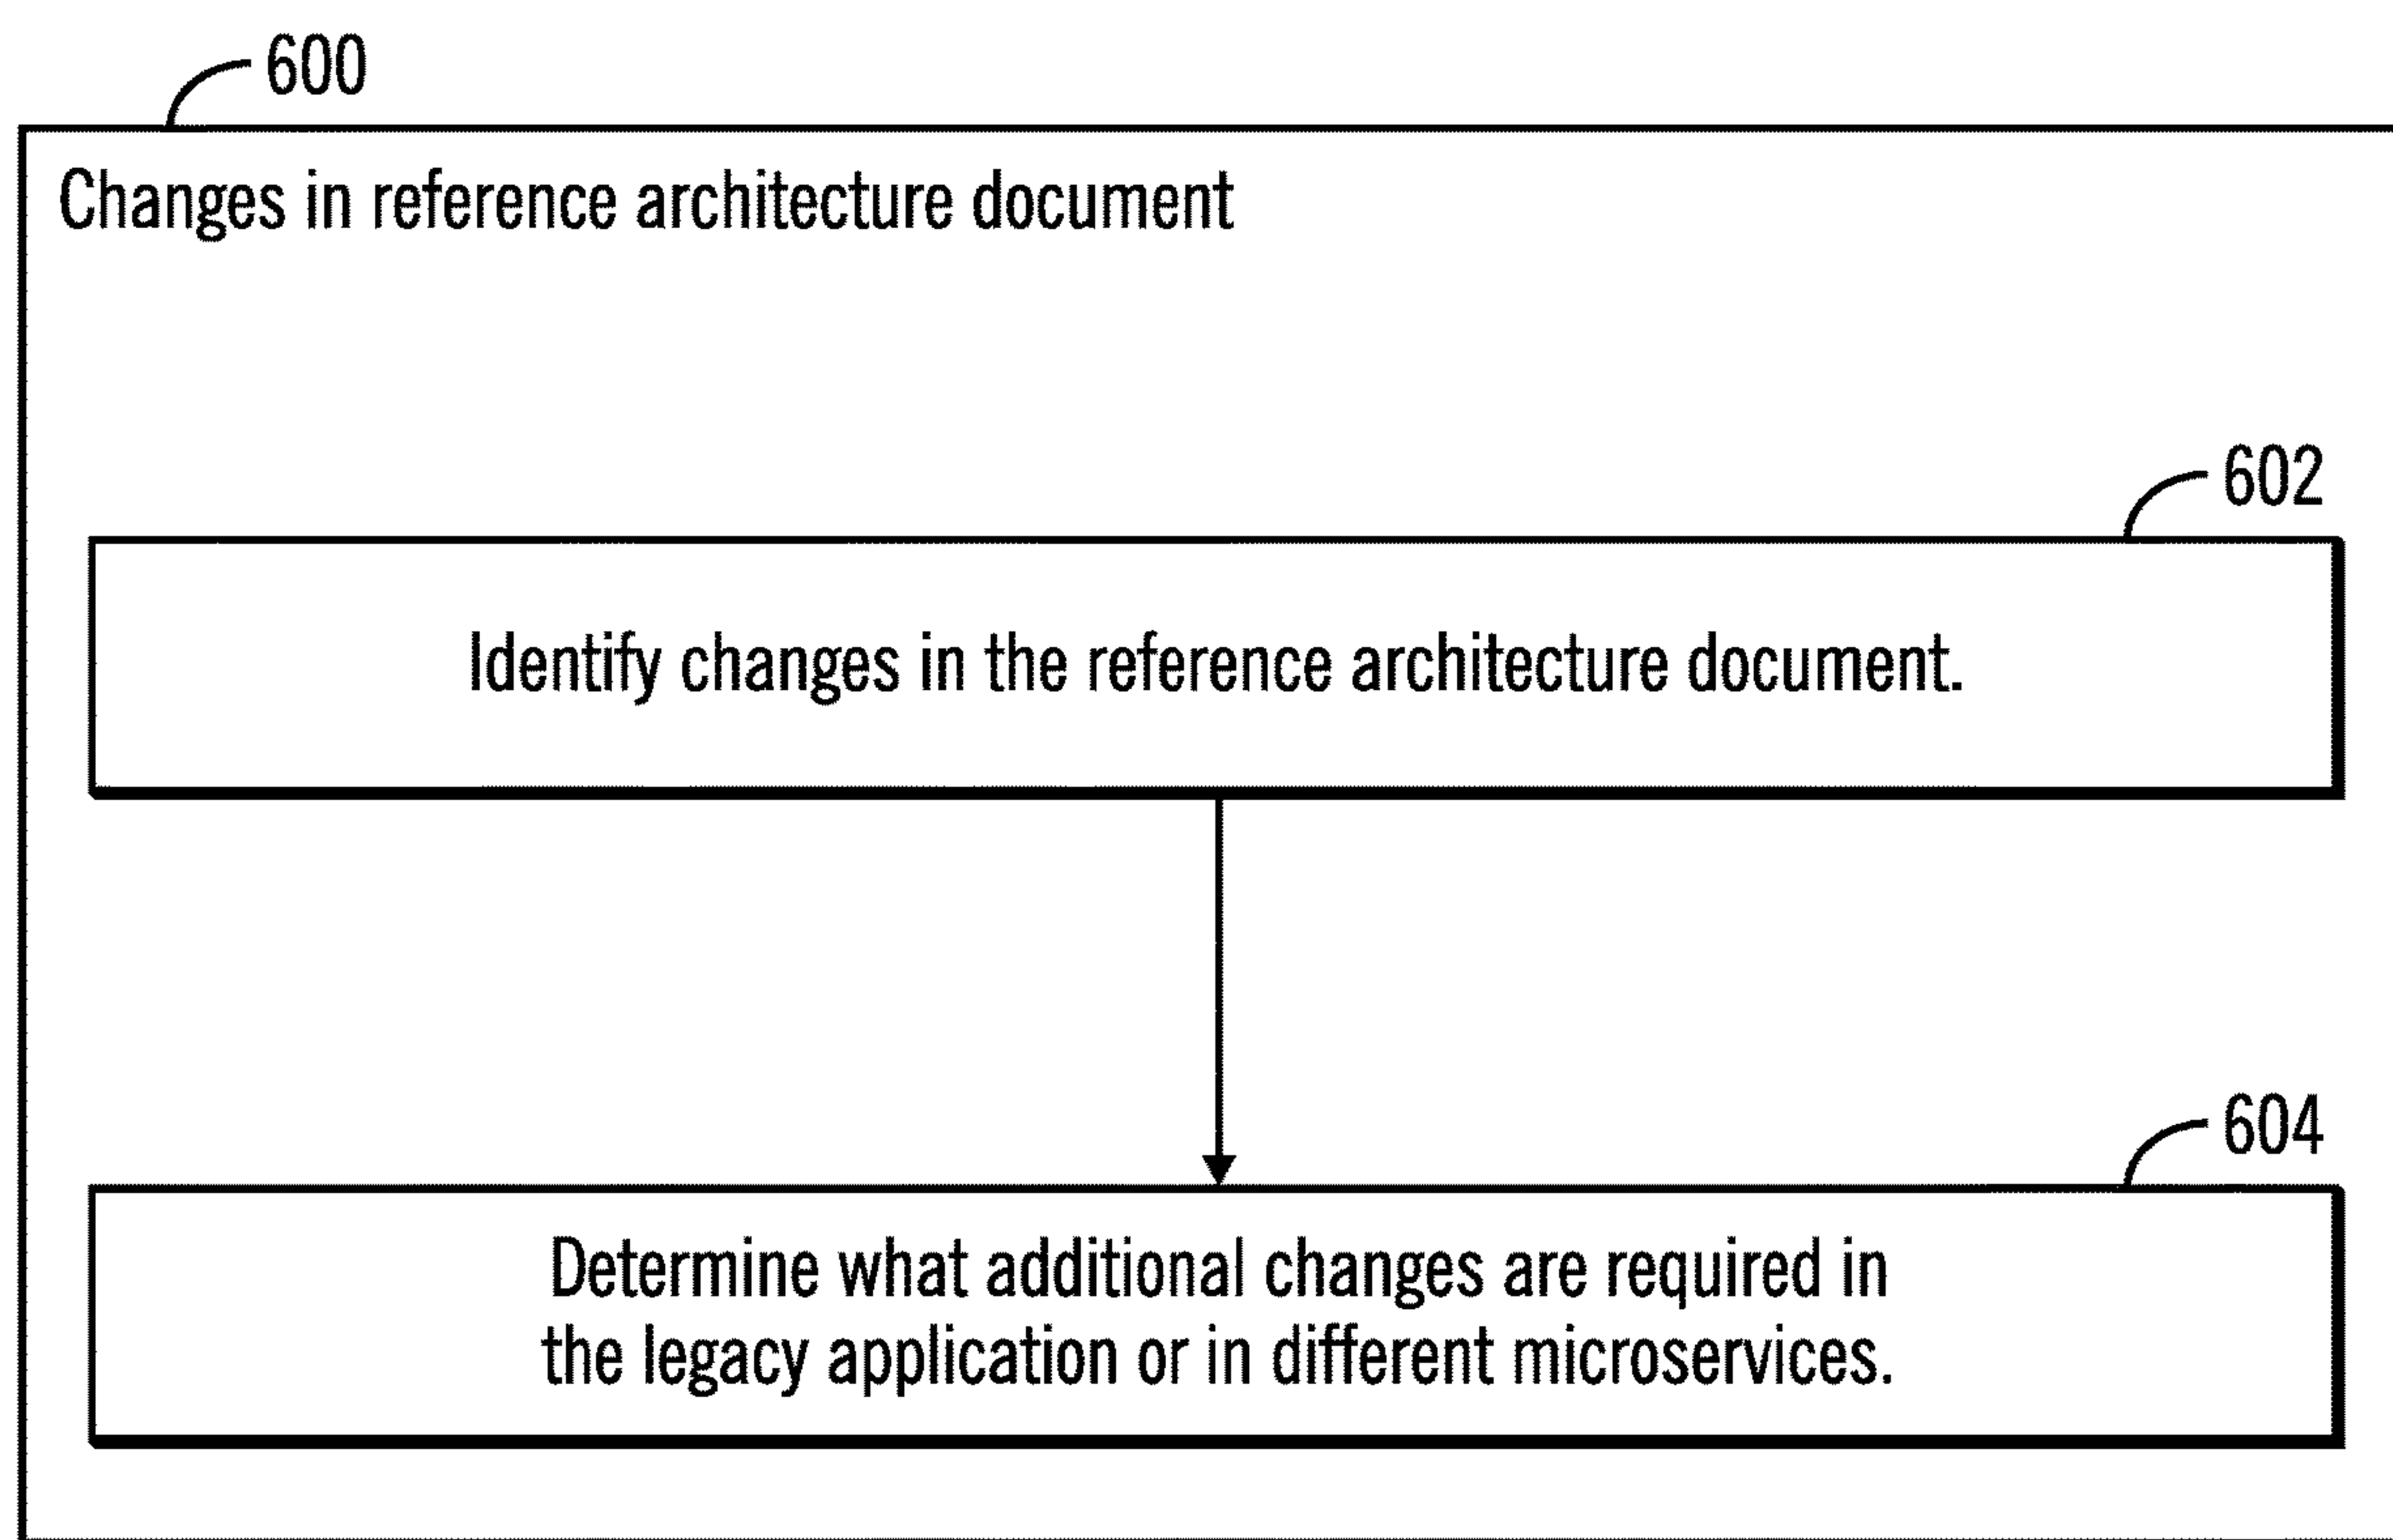 600
Changes in reference architecture document
602
Identify changes in the reference architecture document.
604
Determine what additional changes are required in
the legacy application or in different microservices.